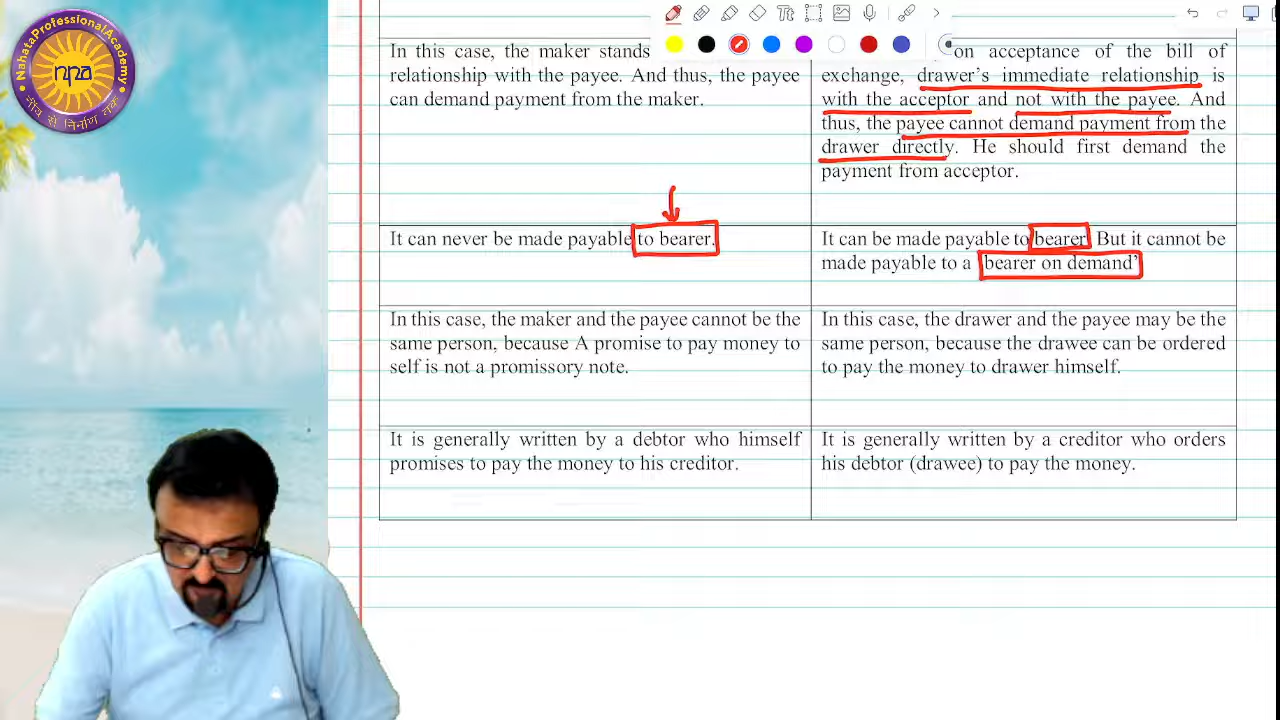 NahataProfessionalAcademy
npa
नींव से निर्माण तक
In this case, the maker stands
relationship with the payee. And thus, the payee
can demand payment from the maker.
on acceptance of the bill of
exchange, drawer's immediate relationship is
with the acceptor and not with the payee. And
thus, the payee cannot demand payment from the
drawer directly. He should first demand the
payment from acceptor.
It can never be made payable to bearer.
It can be made payable to bearer. But it cannot be
made payable to a 'bearer on demand'
In this case, the maker and the payee cannot be the
same person, because A promise to pay money to
self is not a promissory note.
In this case, the drawer and the payee may be the
same person, because the drawee can be ordered
to pay the money to drawer himself.
It is generally written by a debtor who himself
promises to pay the money to his creditor.
It is generally written by a creditor who orders
his debtor (drawee) to pay the money.